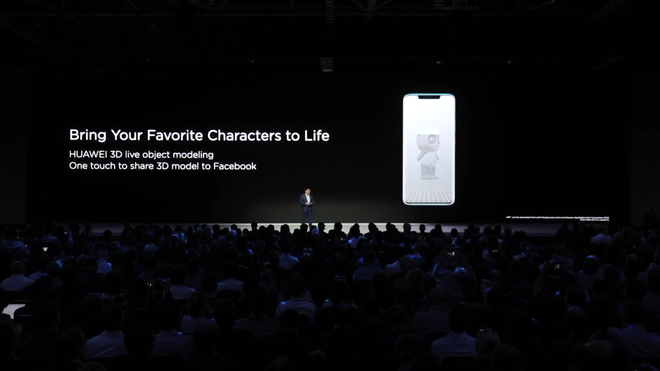 Bring Your Favorite Characters to Life
HUAWEI 3D live object modeling
One touch to share 3D model to Facebook